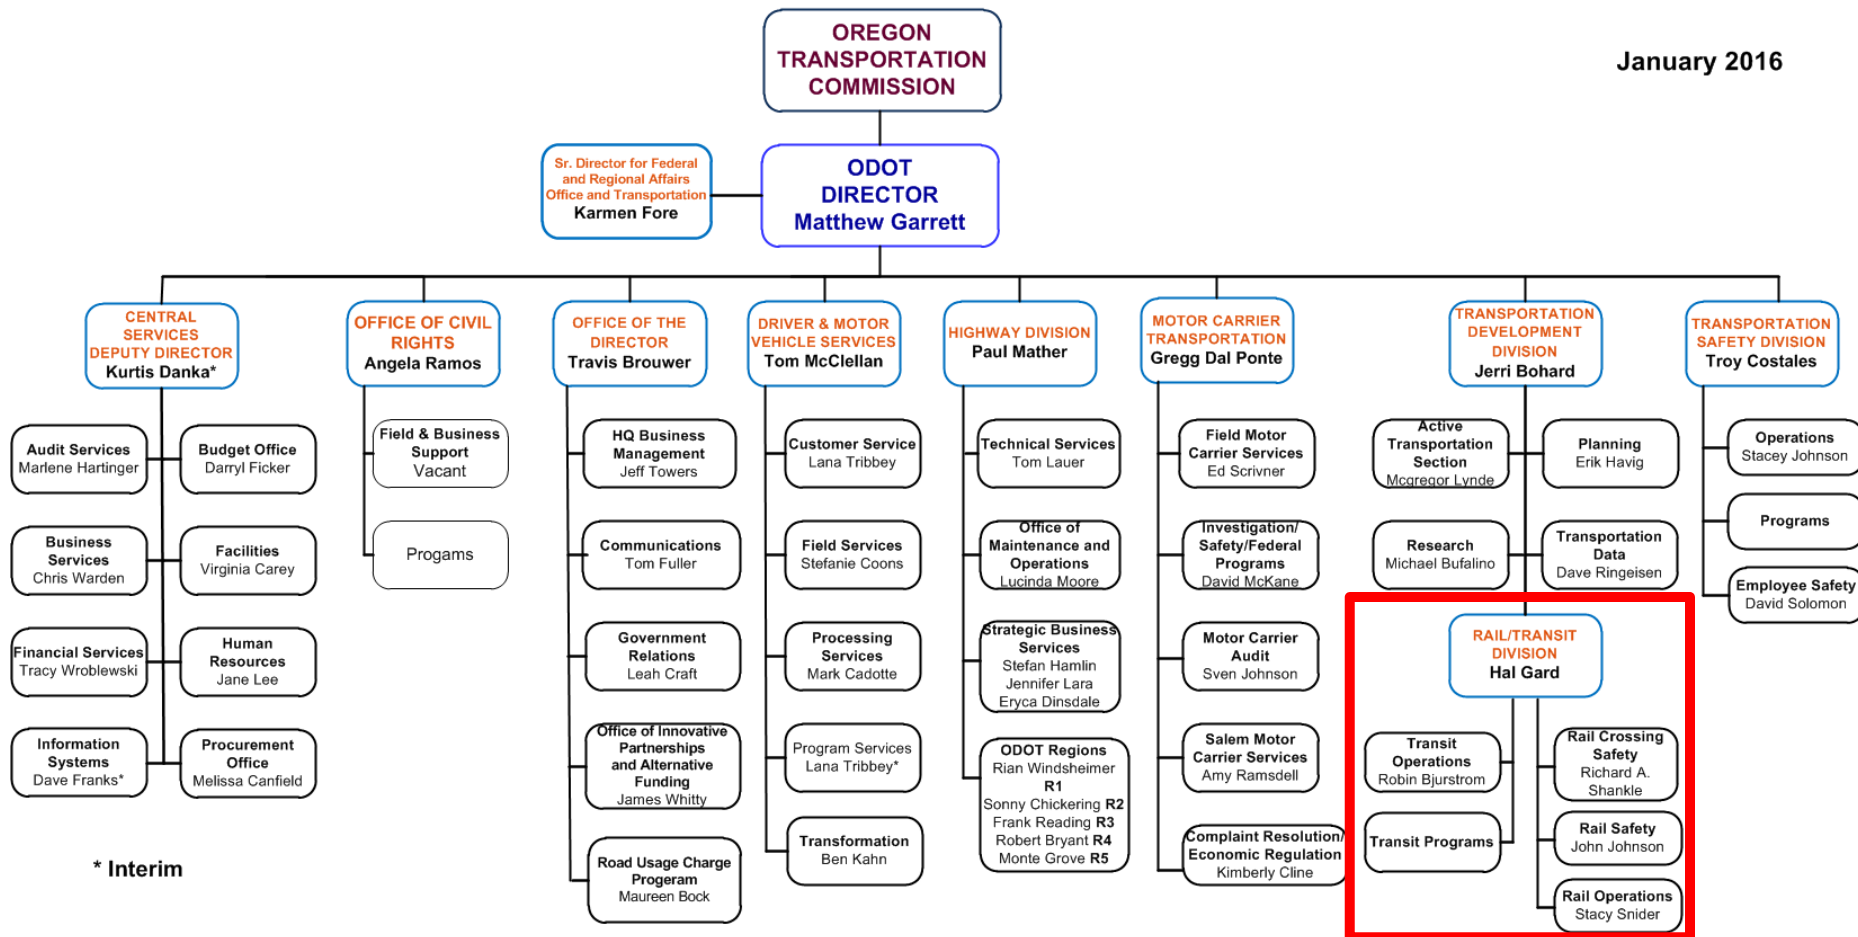 OREGON
TRANSPORTATION
COMMISSION
January 2016
Sr. Director for Federal
and Regional Affairs
Office and Transportation
Karmen Fore
ODOT
DIRECTOR
Matthew Garrett
CENTRAL
SERVICES
DEPUTY DIRECTOR
Kurtis Danka*
OFFICE OF CIVIL
RIGHTS
Angela Ramos
OFFICE OF THE
DIRECTOR
Travis Brouwer
DRIVER & MOTOR
VEHICLE SERVICES
Tom McClellan
HIGHWAY DIVISION
Paul Mather
MOTOR CARRIER
TRANSPORTATION
Gregg Dal Ponte
TRANSPORTATION
DEVELOPMENT
DIVISION
Jerri Bohard
TRANSPORTATION
SAFETY DIVISION
Troy Costales
Audit Services
Marlene Hartinger
Budget Office
Darryl Ficker
Business
Services
Chris Warden
Facilities
Virginia Carey
Financial Services
Tracy Wroblewski
Human
Resources
Jane Lee
Information
Systems
Dave Franks*
Procurement
Office
Melissa Canfield
Field & Business
Support
Vacant
Progams
HQ Business
Management
Jeff Towers
Communications
Tom Fuller
Government
Relations
Leah Craft
Office of Innovative
Partnerships
and Alternative
Funding
James Whitty
Road Usage Charge
Progeram
Maureen Bock
Customer Service
Lana Tribbey
Field Services
Stefanie Coons
Processing
Services
Mark Cadotte
Program Services
Lana Tribbey*
Transformation
Ben Kahn
Technical Services
Tom Lauer
Office of
Maintenance and
Operations
Lucinda Moore
Strategic Business
Services
Stefan Hamlin
Jennifer Lara
Eryca Dinsdale
ODOT Regions
Rian Windsheimer
R1
Sonny Chickering R2
Frank Reading R3
Robert Bryant R4
Monte Grove R5
Field Motor
Carrier Services
Ed Scrivner
Investigation/
Safety/Federal
Programs
David McKane
Motor Carrier
Audit
Sven Johnson
Salem Motor
Carrier Services
Amy Ramsdell
Complaint Resolution/
Economic Regulation
Kimberly Cline
Active
Transportation
Section
Mcgregor Lynde
Planning
Erik Havig
Research
Michael Bufalino
Transportation
Data
Dave Ringeisen
RAIL/TRANSIT
DIVISION
Hal Gard
Transit
Operations
Robin Bjurstrom
Transit Programs
Rail Crossing
Safety
Richard A.
Shankle
Rail Safety
John Johnson
Rail Operations
Stacy Snider
Operations
Stacey Johnson
Programs
Employee Safety
David Solomon
* Interim